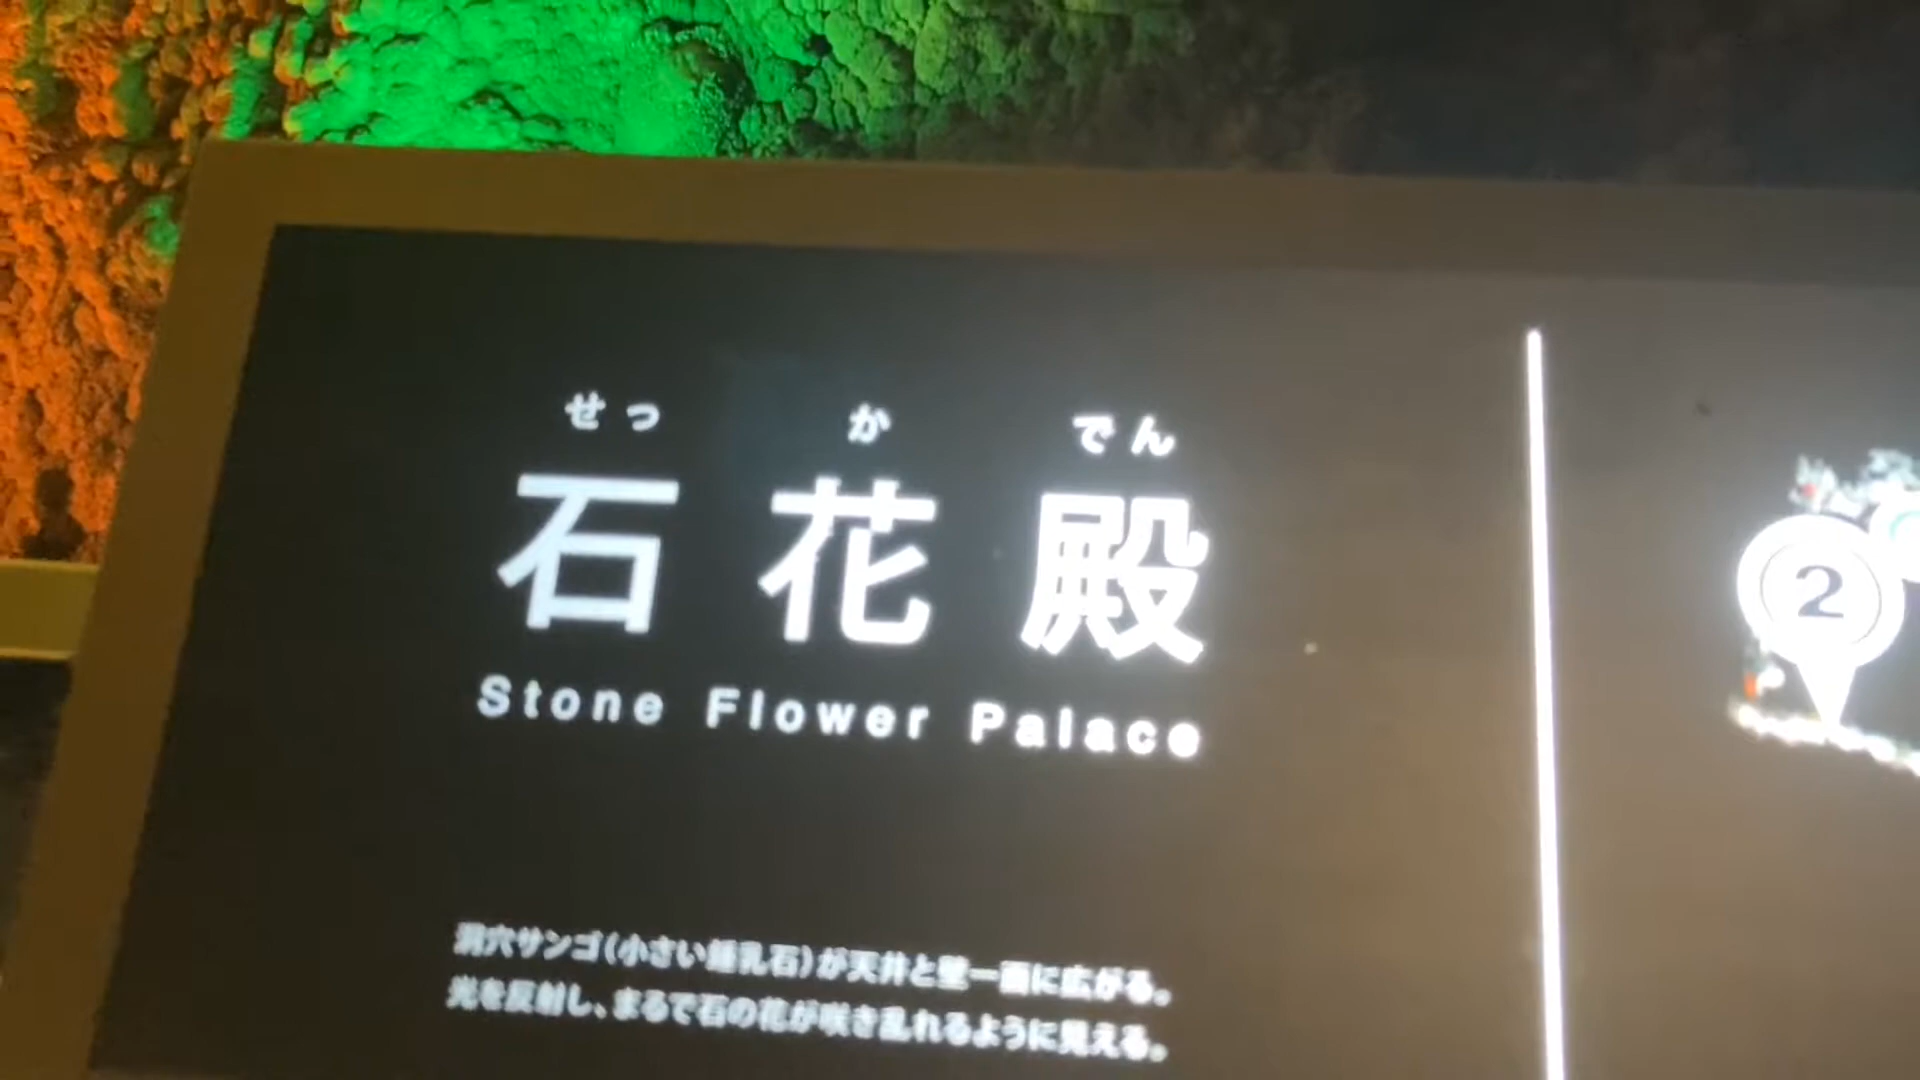 せっ か でん
石花殿
Stone Flower Palace
洞穴サンゴ(小さい鍾乳石)が天井と壁一面に広がる。
光を反射し、まるで石の花が咲き乱れるように見える。
2